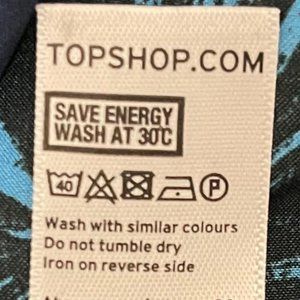 TOPSHOP.COM
SAVE ENERGY
WASH AT 30°C
40 P
Wash with similar colours
Do not tumble dry
Iron on reverse side